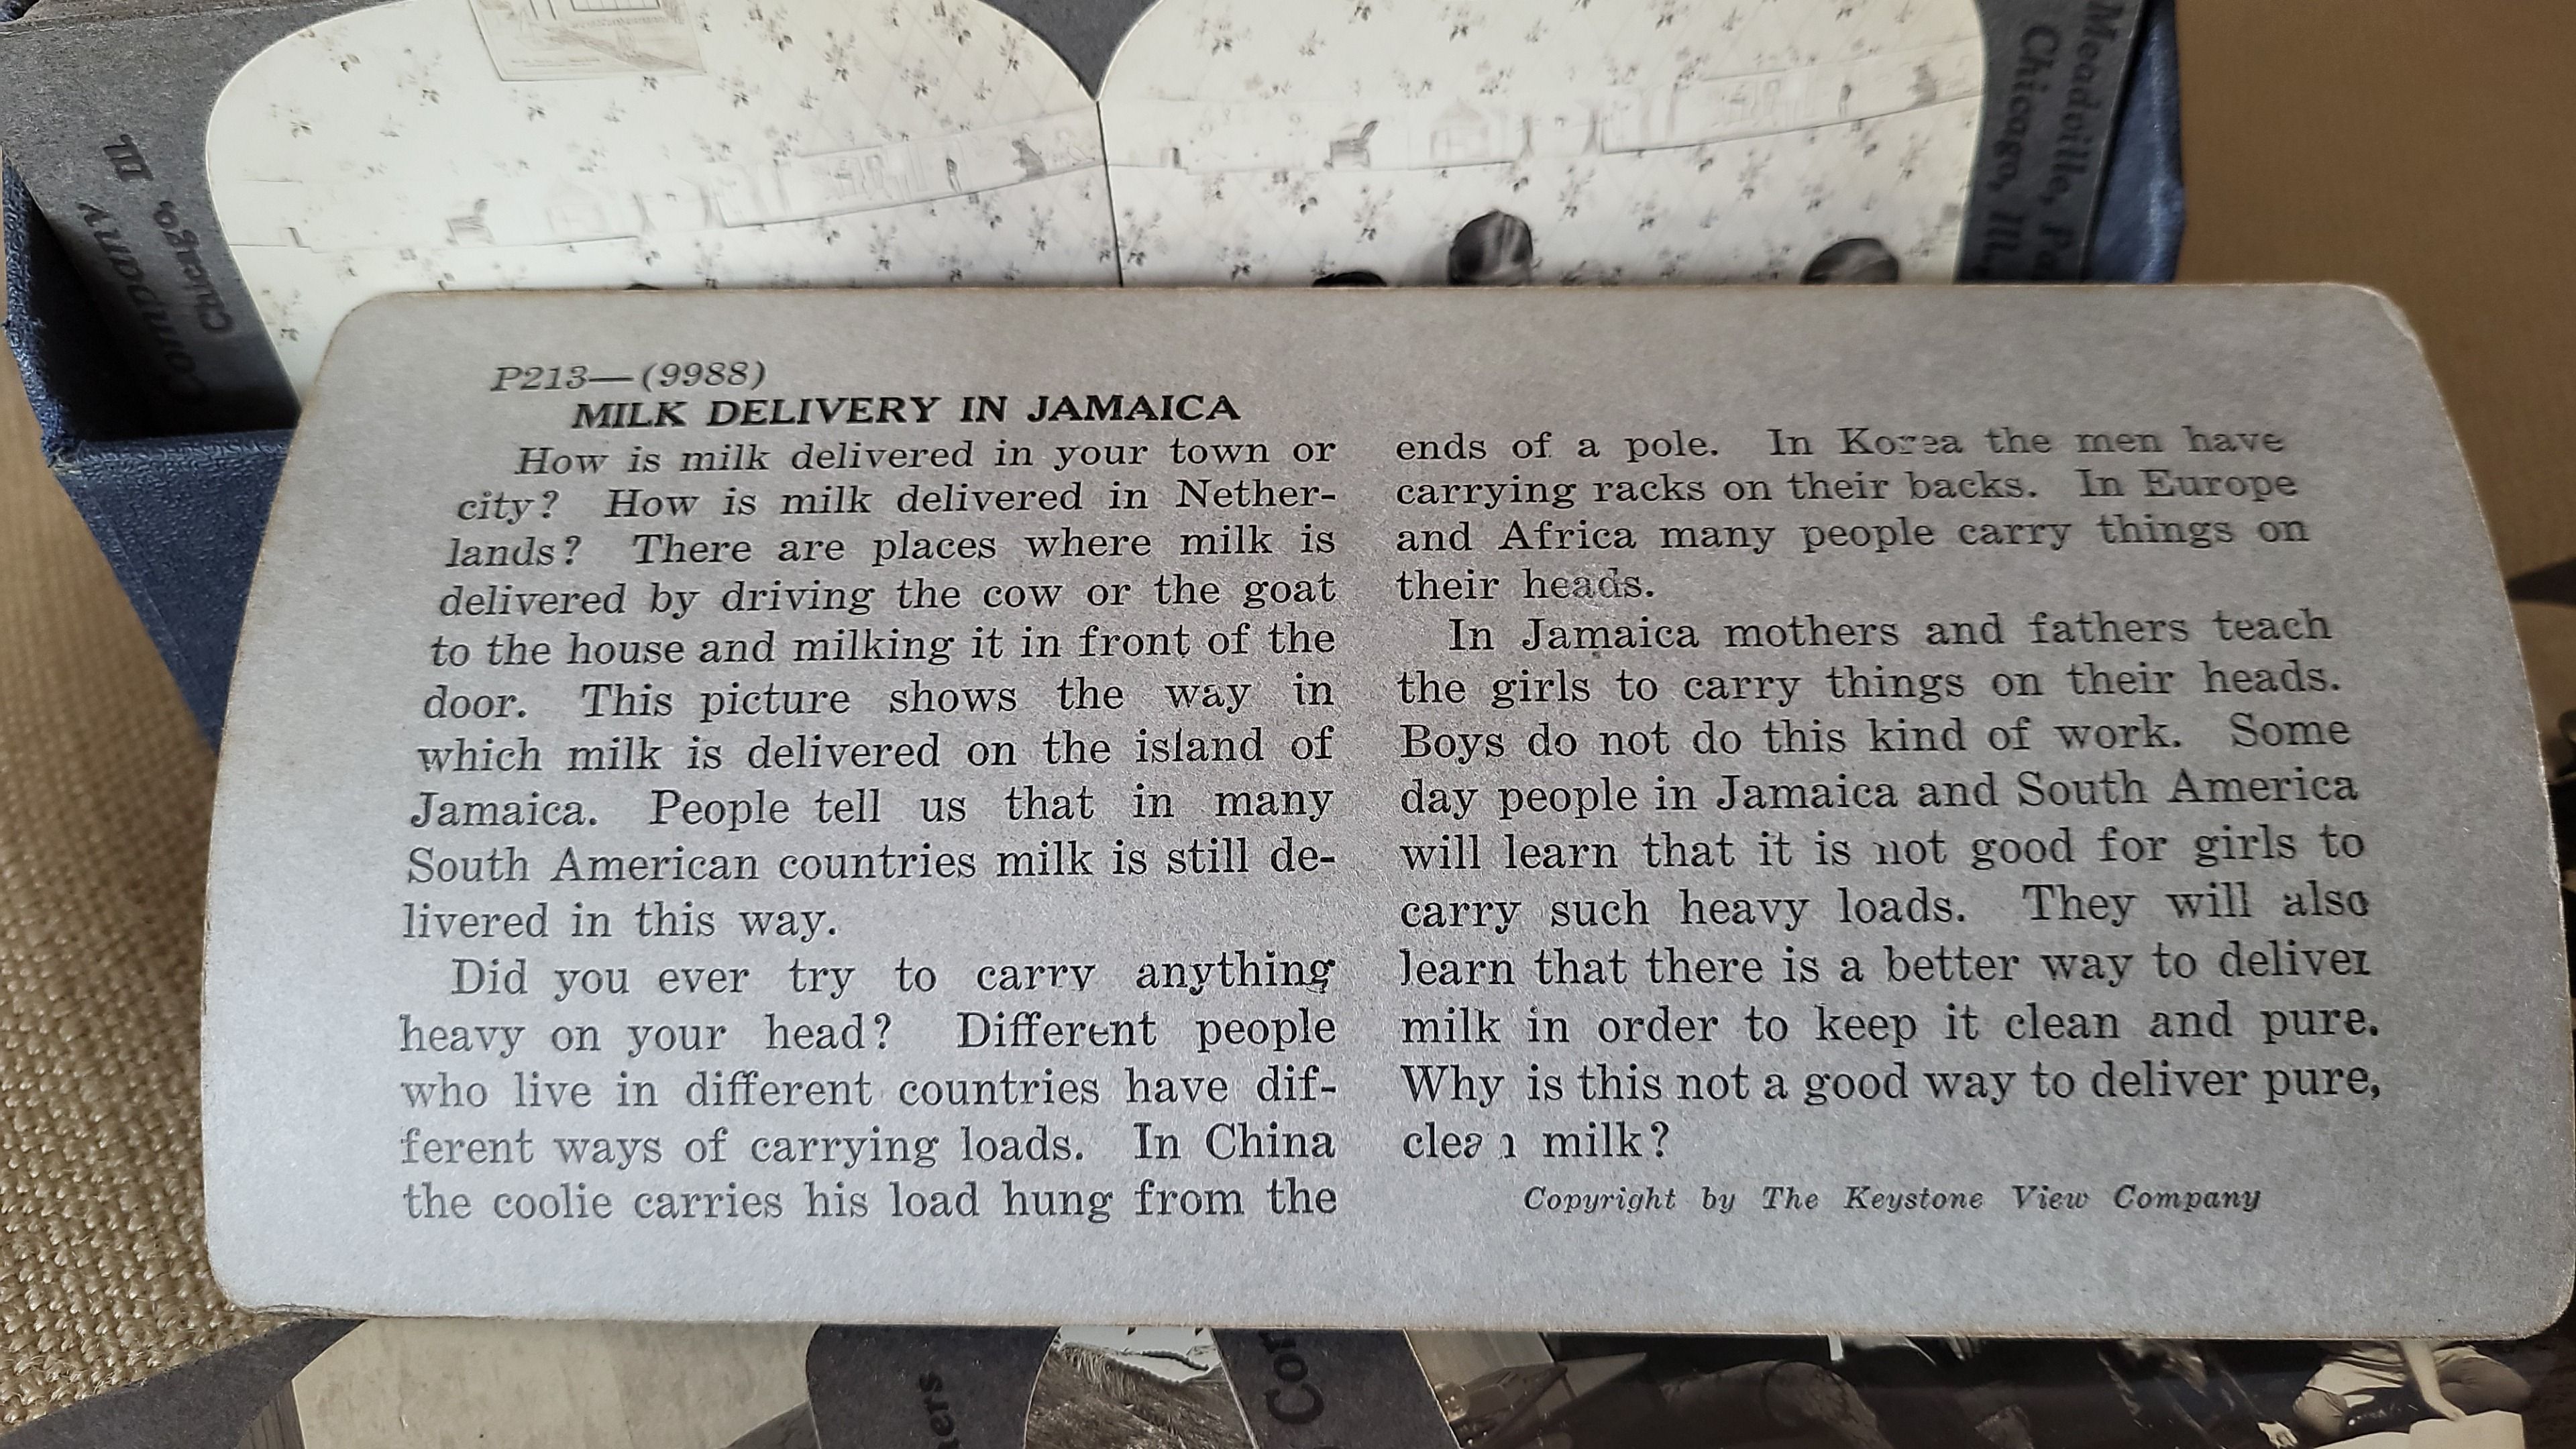 Company Ill.
Chicago,
Meadville, Pa.
Chicago, Ill.
P213—(9988)
MILK DELIVERY IN JAMAICA
How is milk delivered in your town or
city? How is milk delivered in Nether-
lands? There are places where milk is
delivered by driving the cow or the goat
to the house and milking it in front of the
door. This picture shows the way in
which milk is delivered on the island of
Jamaica. People tell us that in many
South American countries milk is still de-
livered in this way.
Did you ever try to carry anything
heavy on your head? Different people
who live in different countries have dif-
ferent ways of carrying loads. In China
the coolie carries his load hung from the
ends of a pole. In Korea the men have
carrying racks on their backs. In Europe
and Africa many people carry things on
their heads.
In Jamaica mothers and fathers teach
the girls to carry things on their heads.
Boys do not do this kind of work. Some
day people in Jamaica and South America
will learn that it is not good for girls to
carry such heavy loads. They will also
learn that there is a better way to deliver
milk in order to keep it clean and pure.
Why is this not a good way to deliver pure,
clean milk?
Copyright by The Keystone View Company